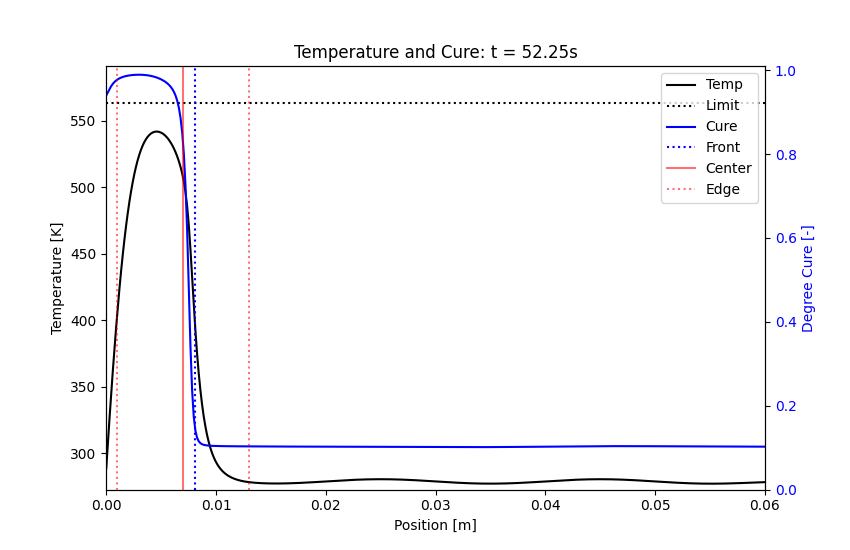 Temperature and Cure: t = 52.25s
Temp
Limit
Cure
Front
Center
Edge
550
500
450
400
350
300
Temperature [K]
1.0
0.8
0.6
0.4
0.2
0.0
Degree Cure [-]
0.00
0.01
0.02
0.03
0.04
0.05
0.06
Position [m]